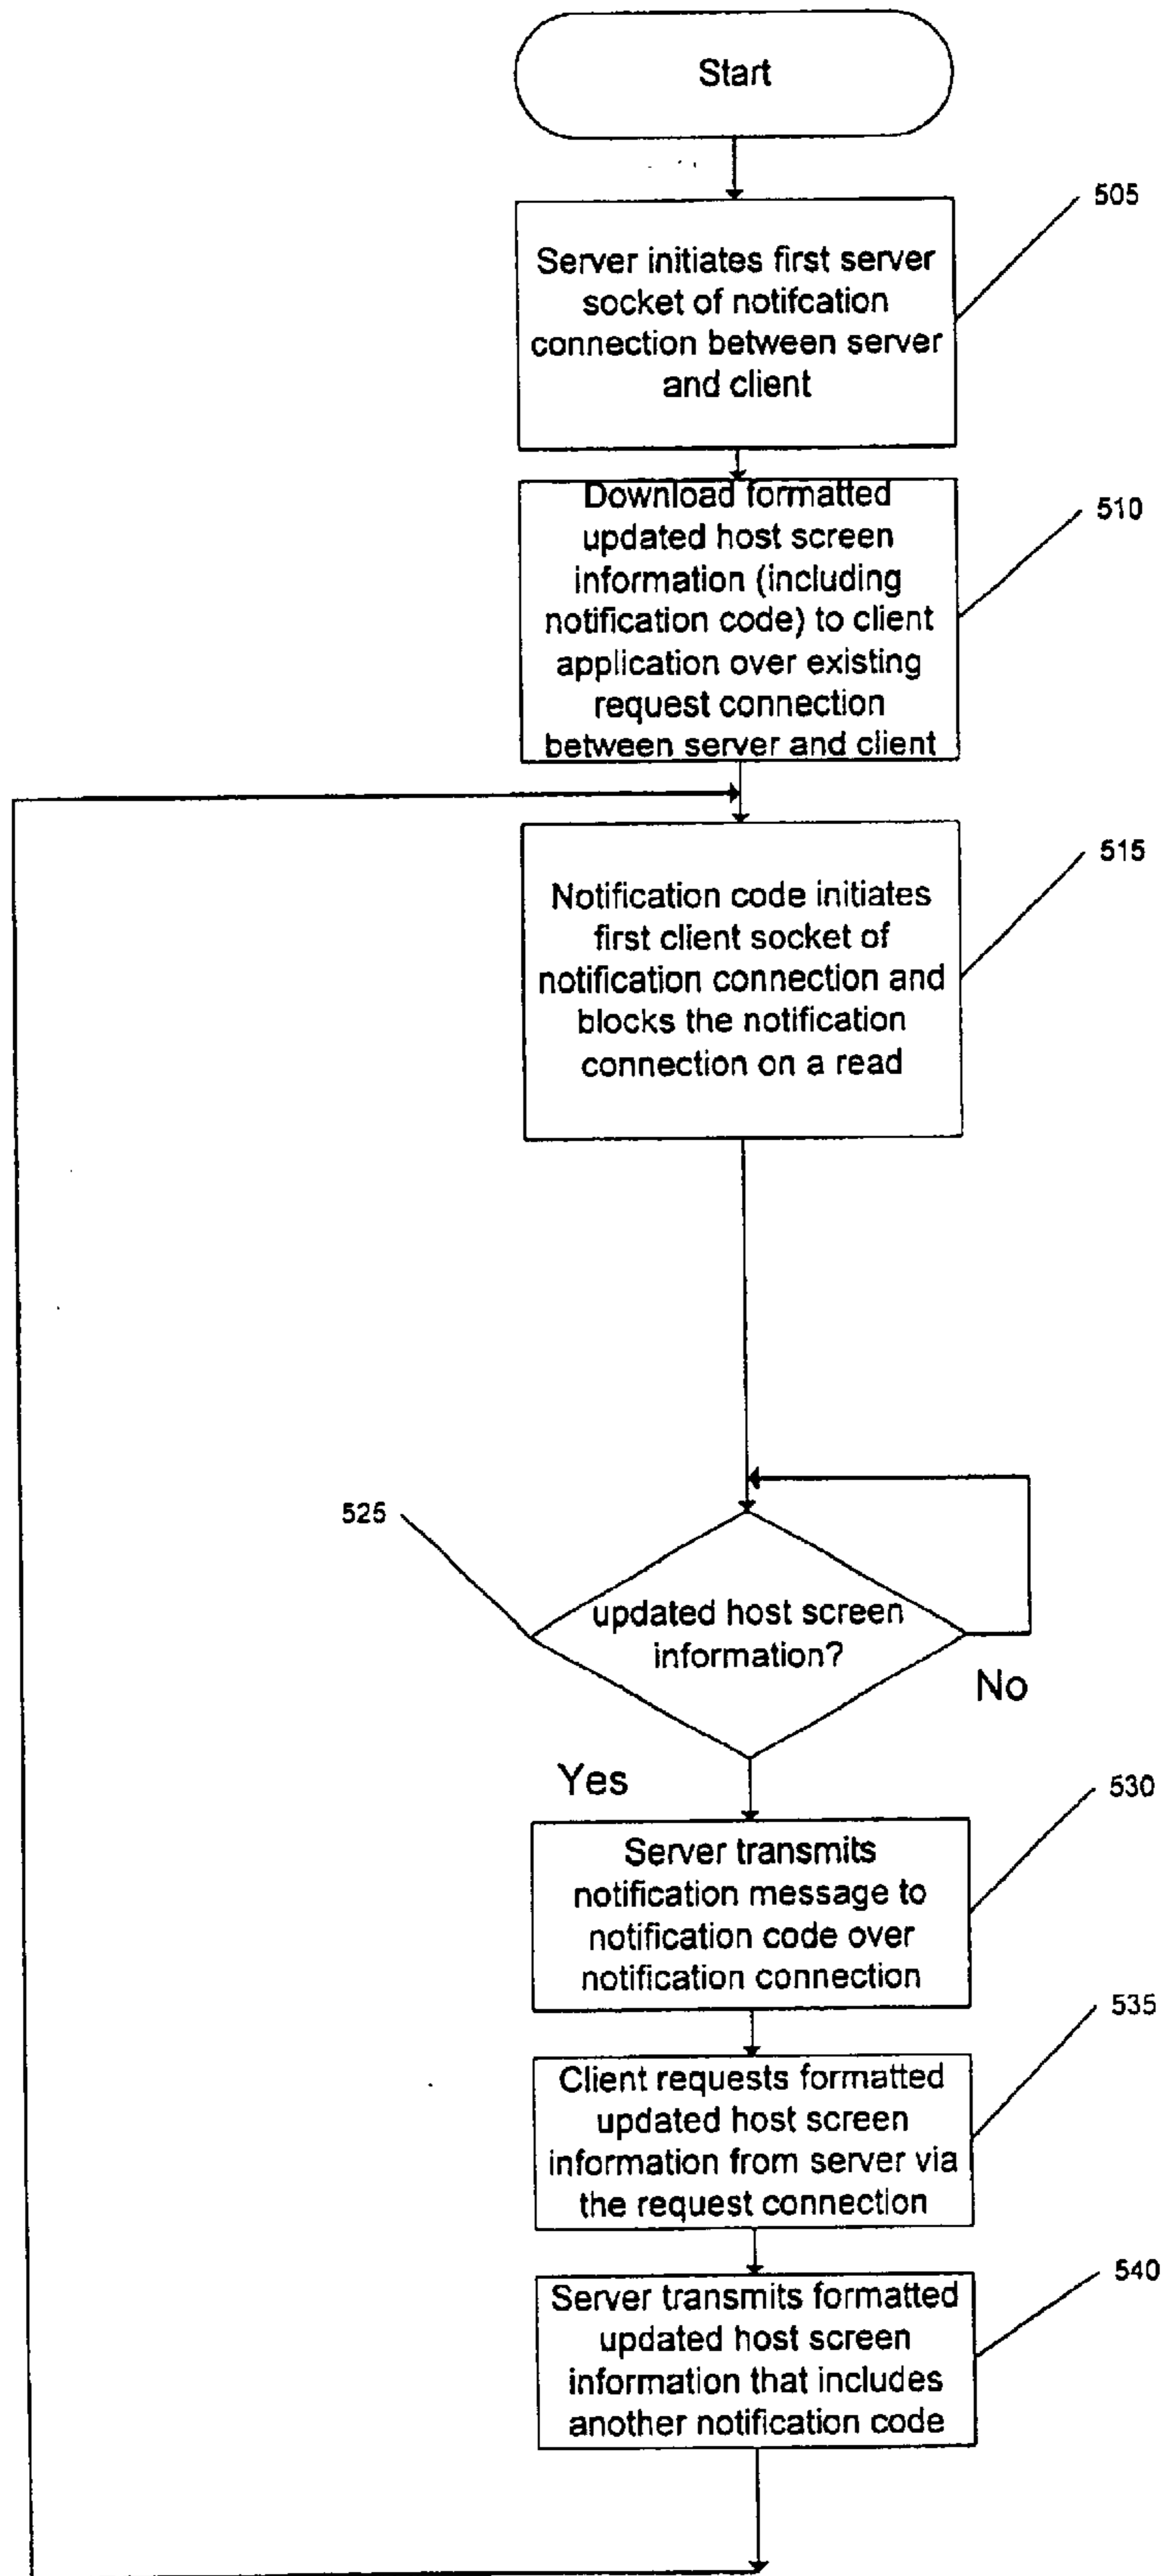 Start
505
Server initiates first server
socket of notifcation
connection between server
and client
510
Download formatted
updated host screen
information (including
notification code) to client
application over existing
request connection
between server and client
515
Notification code initiates
first client socket of
notification connection and
blocks the notification
connection on a read
525
updated host screen
information?
No
Yes
530
Server transmits
notification message to
notification code over
notification connection
535
Client requests formatted
updated host screen
information from server via
the request connection
540
Server transmits formatted
updated host screen
information that includes
another notification code